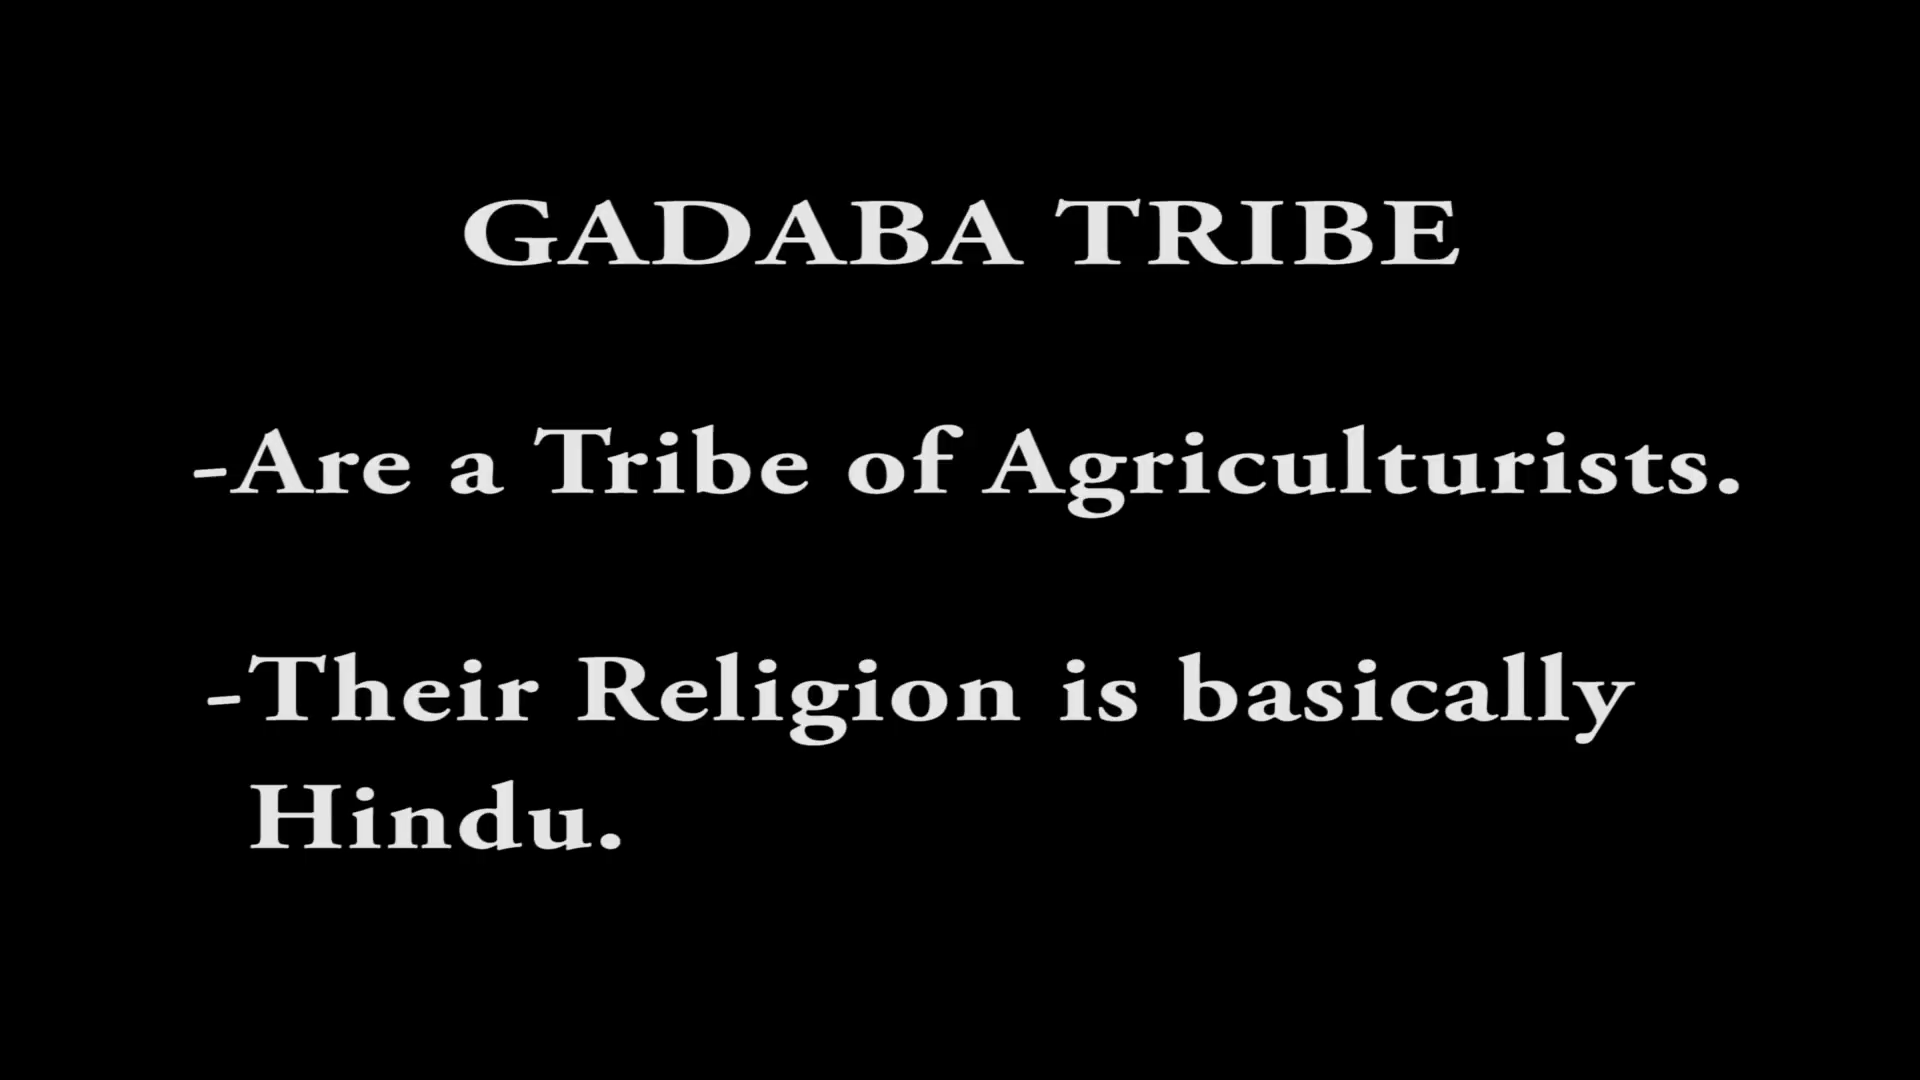 GADABA TRIBE
-Are a Tribe of Agriculturists.
-Their Religion is basically
Hindu.